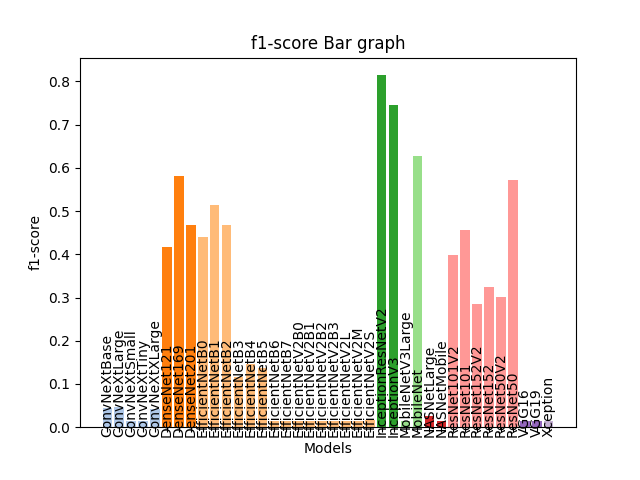 f1-score Bar graph
f1-score
0.8
0.7
0.6
0.5
0.4
0.3
0.2
0.1
0.0
ConvNeXtBase
ConvNeXtLarge
ConvNeXtSmall
ConvNeXtTiny
ConvNeXtXLarge
DenseNet121
DenseNet169
DenseNet201
EfficientNetB0
EfficientNetB1
EfficientNetB2
EfficientNetB3
EfficientNetB4
EfficientNetB5
EfficientNetB6
EfficientNetB7
EfficientNetV2B0
EfficientNetV2B1
EfficientNetV2B2
EfficientNetV2B3
EfficientNetV2L
EfficientNetV2M
EfficientNetV2S
InceptionResNetV2
InceptionV3
MobileNetV3Large
MobileNet
NASNetLarge
NASNetMobile
ResNet101V2
ResNet101
ResNet152V2
ResNet152
ResNet50V2
ResNet50
VGG16
VGG19
Xception
Models